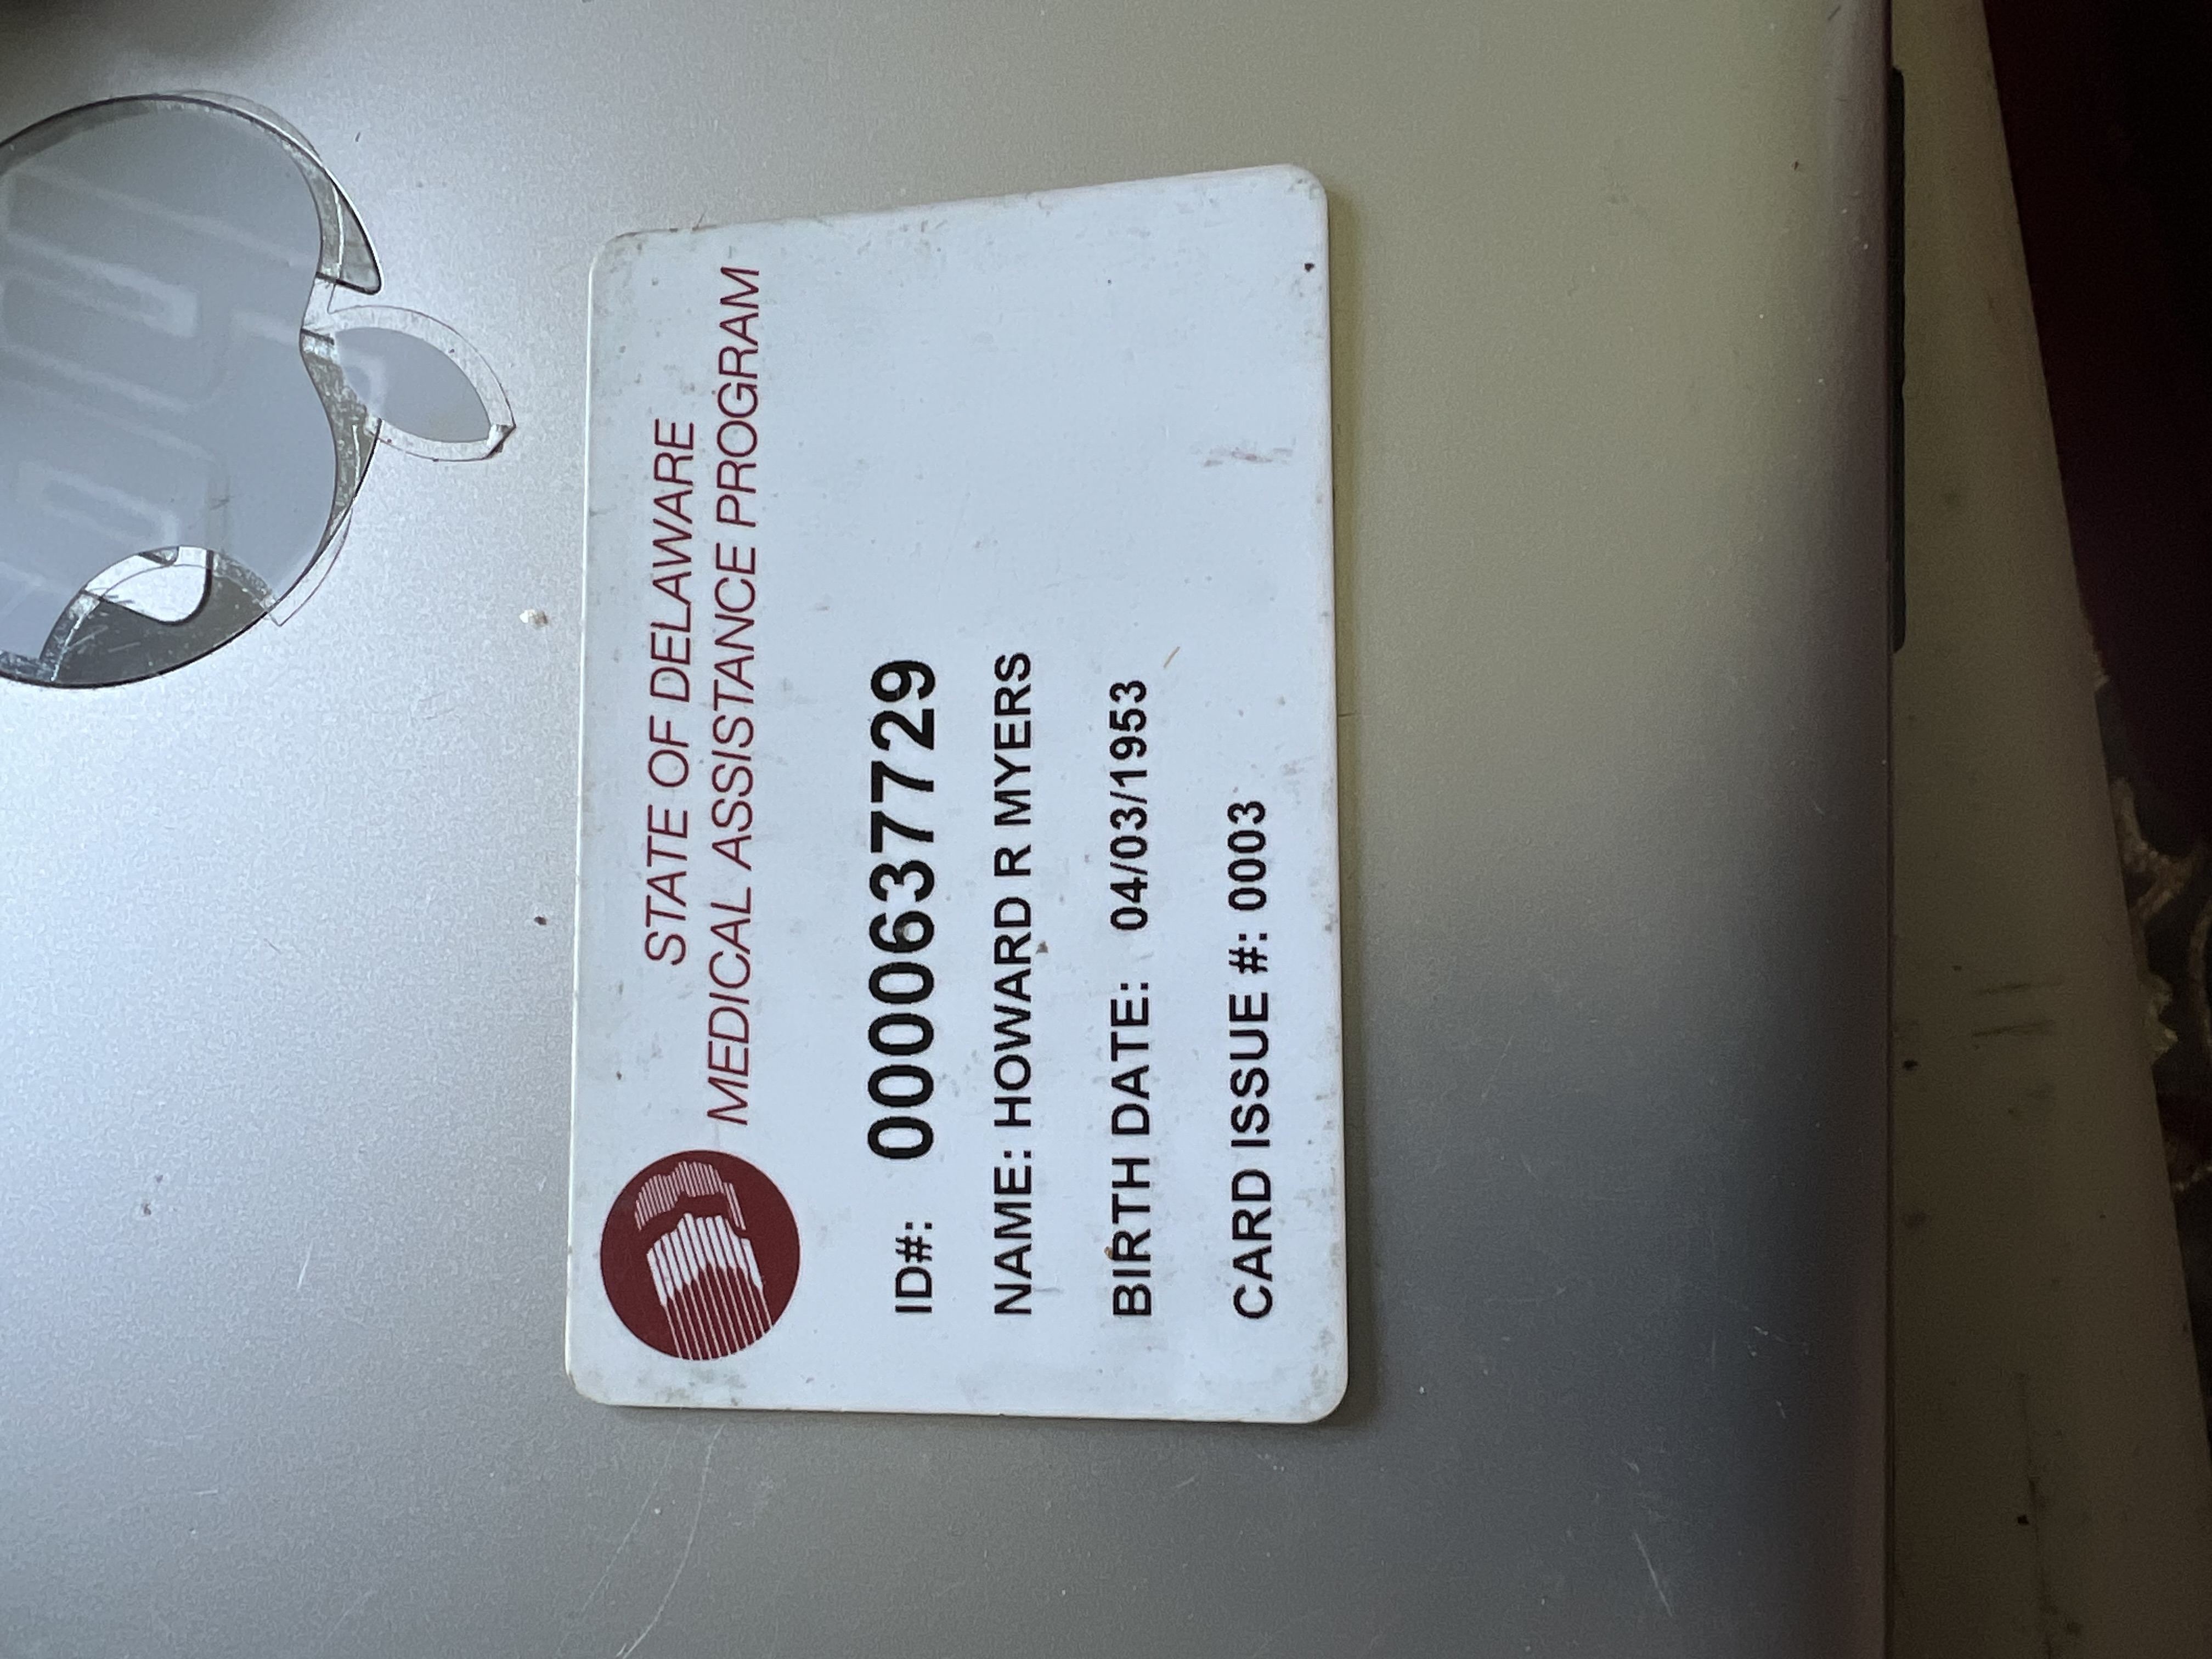 STATE OF DELAWARE
MEDICAL ASSISTANCE PROGRAM
ID#: 0000637729
NAME: HOWARD R MYERS
BIRTH DATE: 04/03/1953
CARD ISSUE #: 0003